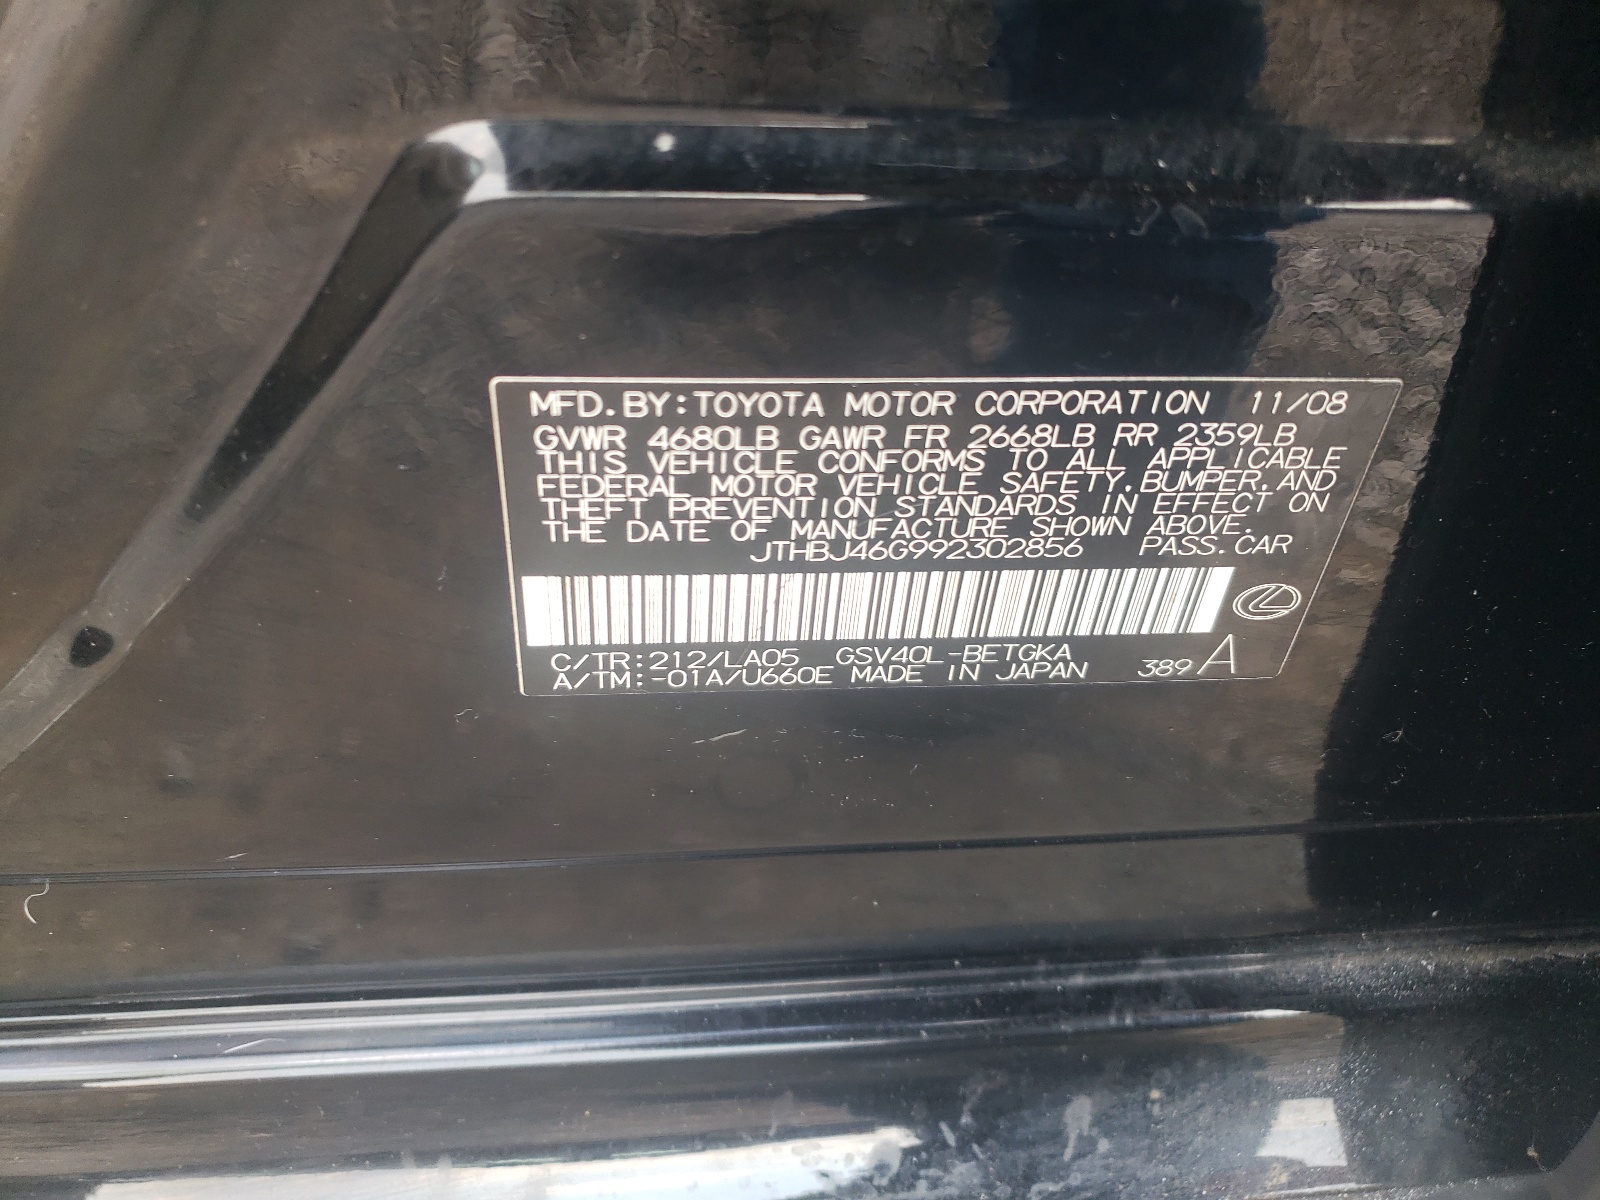 MFD. BY: TOYOTA MOTOR CORPORATION 11/08
GVWR 4680LB GAWR FR 2668LB RR 2359LB
THIS VEHICLE CONFORMS TO ALL APPLICABLE
FEDERAL MOTOR VEHICLE SAFETY, BUMPER, AND
THEFT PREVENTION STANDARDS IN EFFECT ON
THE DATE OF MANUFACTURE SHOWN ABOVE.
JTHBJ46G992302856 PASS. CAR
C/TR: 212/LA05 GSV40L-BETGKA
A/TM: -01A/U660E MADE IN JAPAN 389 A